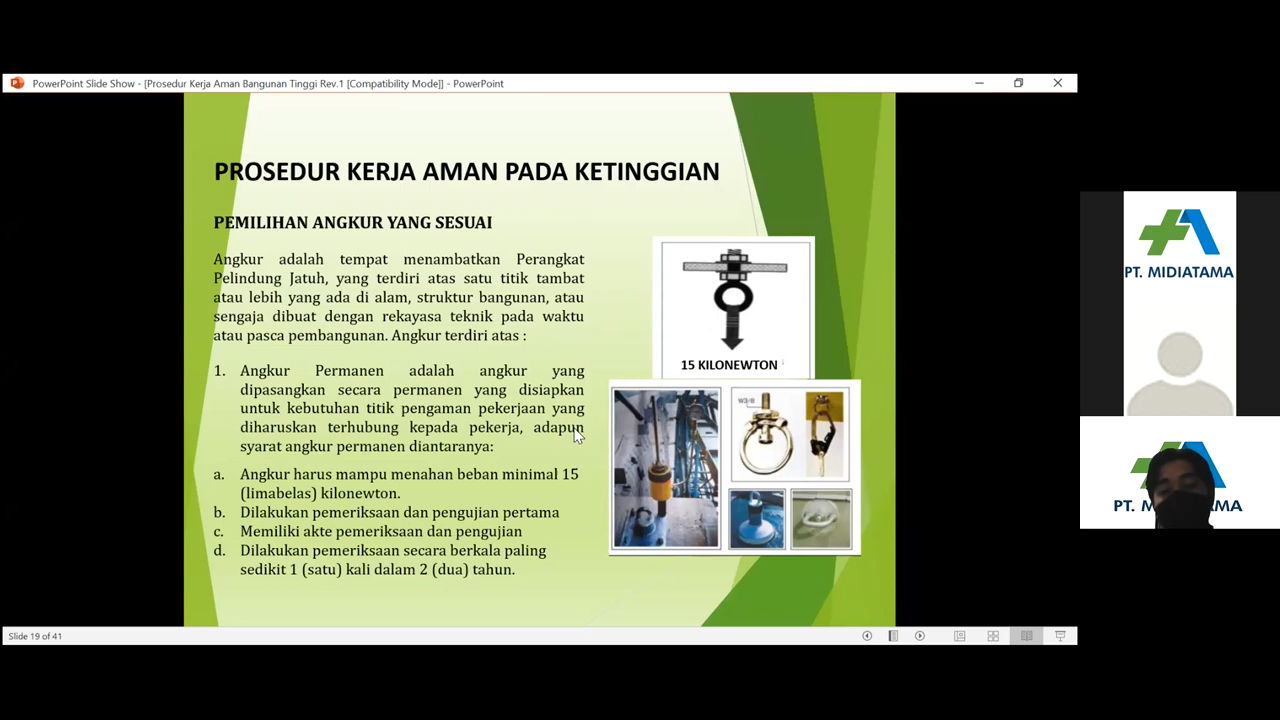 PowerPoint Slide Show - [Prosedur Kerja Aman Bangunan Tinggi Rev.1 [Compatibility Mode]] - PowerPoint
PROSEDUR KERJA AMAN PADA KETINGGIAN
PEMILIHAN ANGKUR YANG SESUAI
Angkur adalah tempat menambatkan Perangkat
Pelindung Jatuh, yang terdiri atas satu titik tambat
atau lebih yang ada di alam, struktur bangunan, atau
sengaja dibuat dengan rekayasa teknik pada waktu
atau pasca pembangunan. Angkur terdiri atas :
1. Angkur Permanen adalah angkur yang
dipasangkan secara permanen yang disiapkan
untuk kebutuhan titik pengaman pekerjaan yang
diharuskan terhubung kepada pekerja, adapun
syarat angkur permanen diantaranya:
a. Angkur harus mampu menahan beban minimal 15
(limabelas) kilonewton.
b. Dilakukan pemeriksaan dan pengujian pertama
c. Memiliki akte pemeriksaan dan pengujian
d. Dilakukan pemeriksaan secara berkala paling
sedikit 1 (satu) kali dalam 2 (dua) tahun.
15 KILONEWTON
W3/8
Slide 19 of 41
PT. MIDIATAMA
PT. M AMA